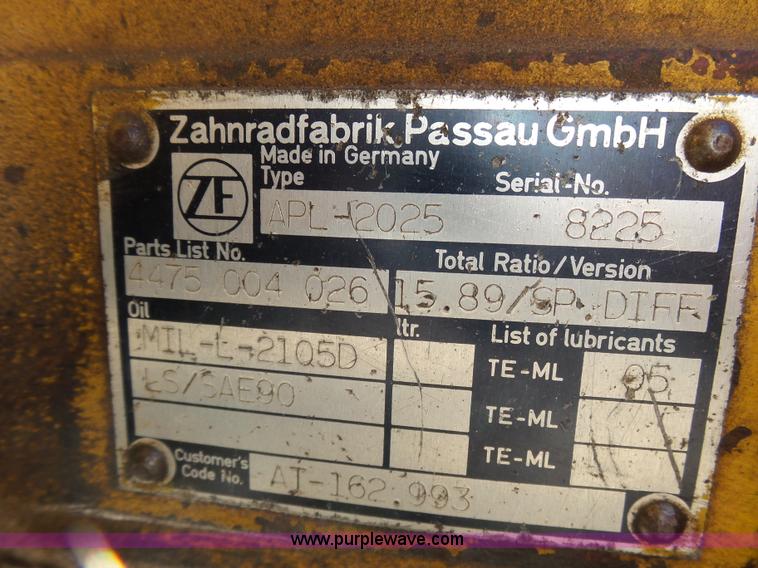 Zahnradfabrik Passau GmbH
Made in Germany
ZF
Type Serial-No.
APL-2025 8225
Parts List No. Total Ratio/Version
4475 004 026 15.89/SP.DIFF
Oil ltr. List of lubricants
MIL-L-2105D TE-ML 05
LS/SAE90 TE-ML
TE-ML
Customer's
Code No. AT-162.993
www.purplewave.com